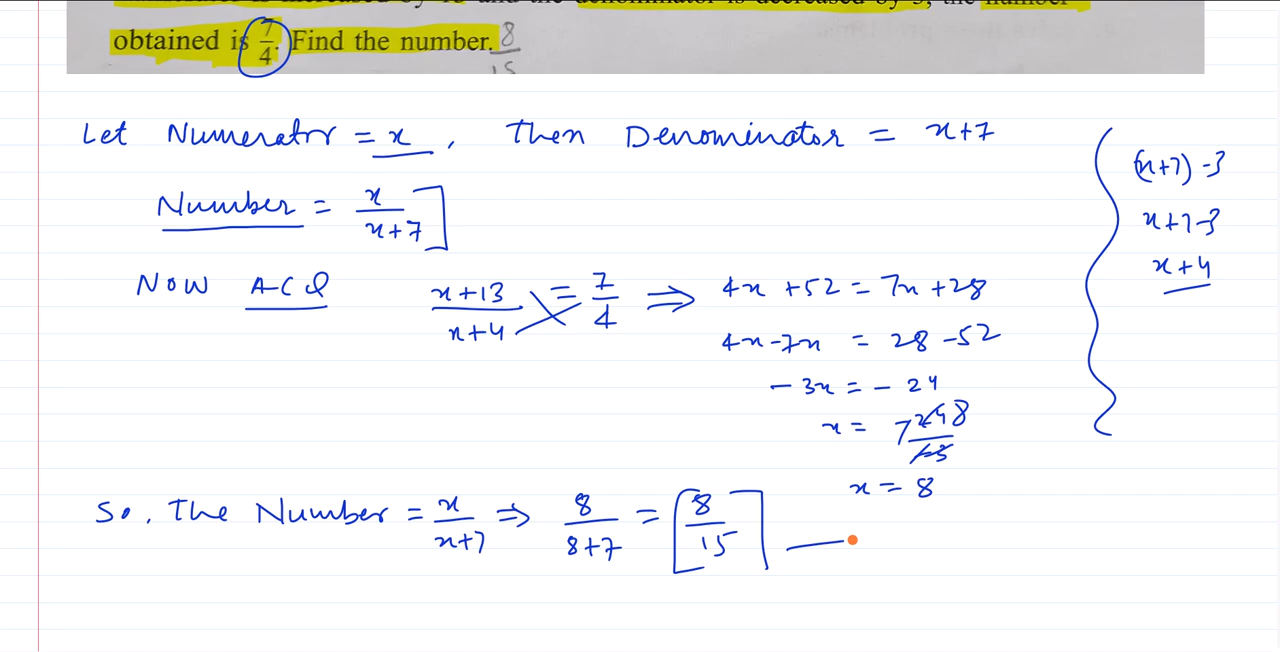 obtained is 7/4. Find the number. 8/15
Let Numerator = x, Then Denominator = x+7
Number = x/x+7
(x+7)-3
x+7-3
x+4
Now A-C Q x+13/x+4 = 7/4 ⇒ 4x+52 = 7x+28
4x-7x = 28-52
-3x = -24
x =
x = 8
So, The Number = x/x+7 ⇒ 8/8+7 = 8/15